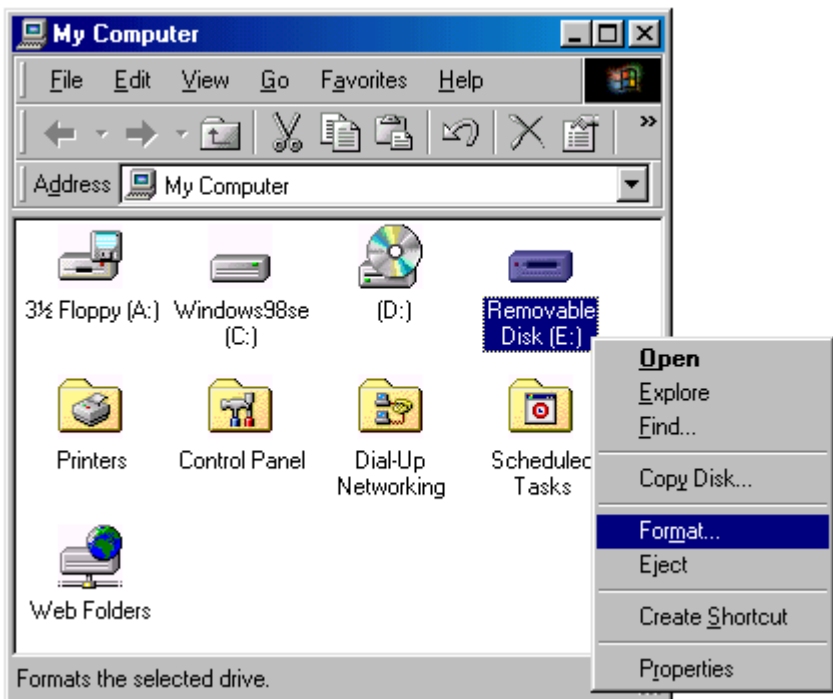 My Computer
File Edit View Go Favorites Help
Address My Computer
3½ Floppy (A:) Windows98se (C:) (D:) Removable Disk (E:)
Printers Control Panel Dial-Up Networking Scheduled Tasks
Web Folders
Open
Explore
Find...
Copy Disk...
Format...
Eject
Create Shortcut
Properties
Formats the selected drive.